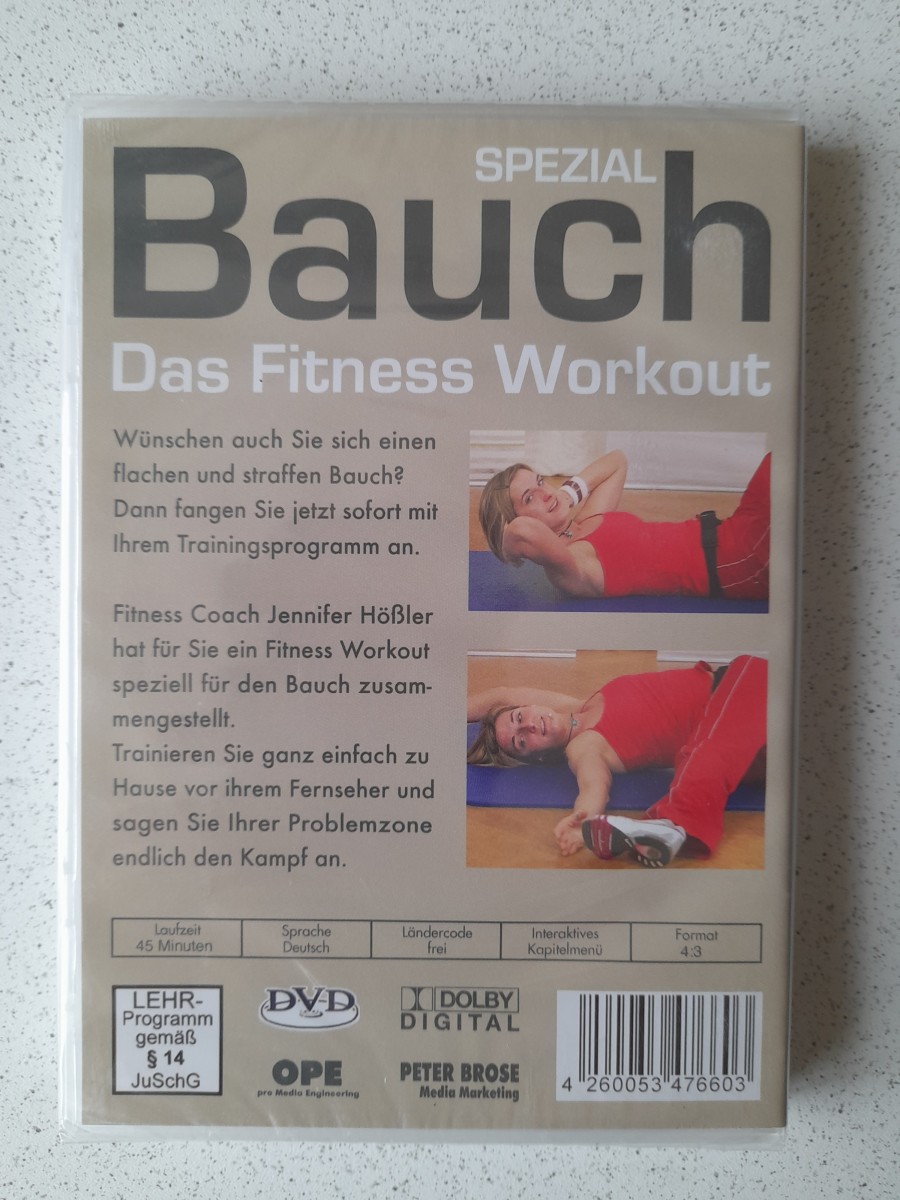 SPEZIAL
Bauch
Das Fitness Workout
Wünschen auch Sie sich einen
flachen und straffen Bauch?
Dann fangen Sie jetzt sofort mit
Ihrem Trainingsprogramm an.
Fitness Coach Jennifer Hößler
hat für Sie ein Fitness Workout
speziell für den Bauch zusam-
mengestellt.
Trainieren Sie ganz einfach zu
Hause vor ihrem Fernseher und
sagen Sie Ihrer Problemzone
endlich den Kampf an.
Laufzeit
45 Minuten
Sprache
Deutsch
Ländercode
frei
Interaktives
Kapitelmenü
Format
4:3
LEHR-
Programm
gemäß
§ 14
JuSchG
DVD
DOLBY
DIGITAL
OPE
pro Media Engineering
PETER BROSE
Media Marketing
4 260053 476603